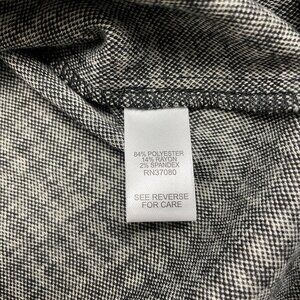 84% POLYESTER
14% RAYON
2% SPANDEX
RN37080
SEE REVERSE
FOR CARE